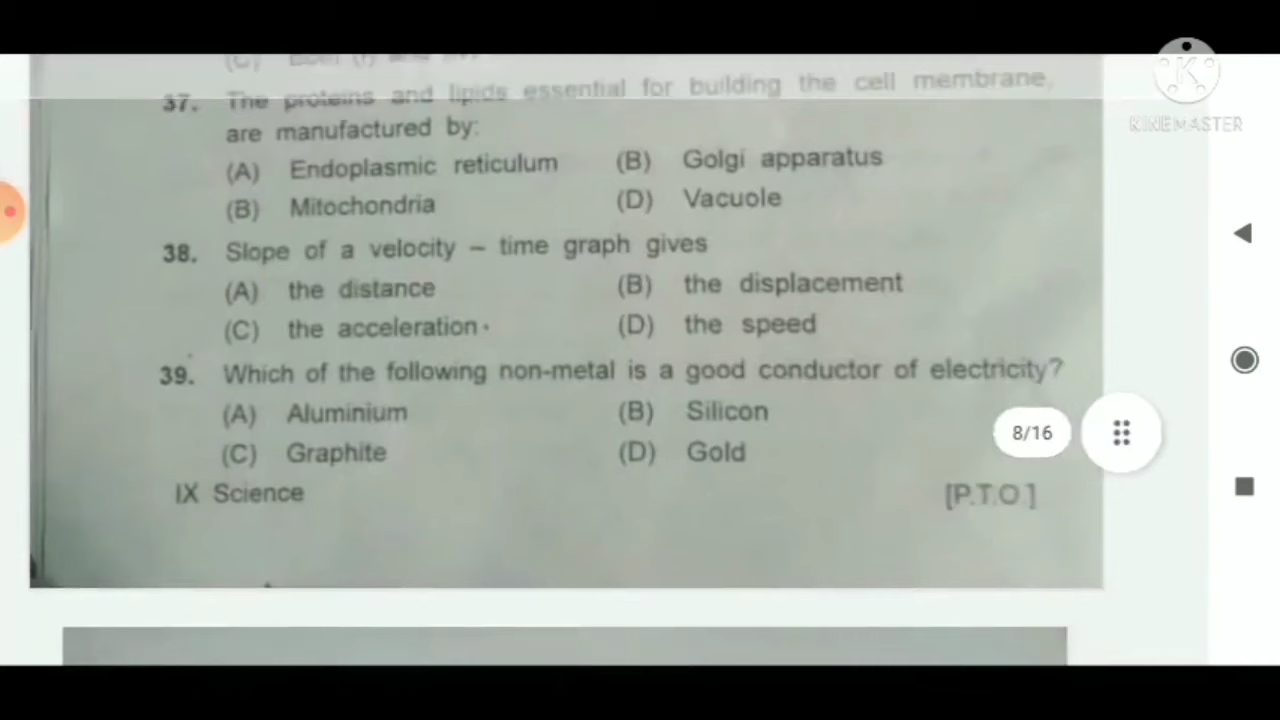 KINEMASTER
37. The proteins and lipids essential for building the cell membrane,
are manufactured by:
(A) Endoplasmic reticulum (B) Golgi apparatus
(B) Mitochondria (D) Vacuole
38. Slope of a velocity – time graph gives
(A) the distance (B) the displacement
(C) the acceleration (D) the speed
39. Which of the following non-metal is a good conductor of electricity?
(A) Aluminium (B) Silicon
(C) Graphite (D) Gold
8/16
IX Science [P.T.O.]